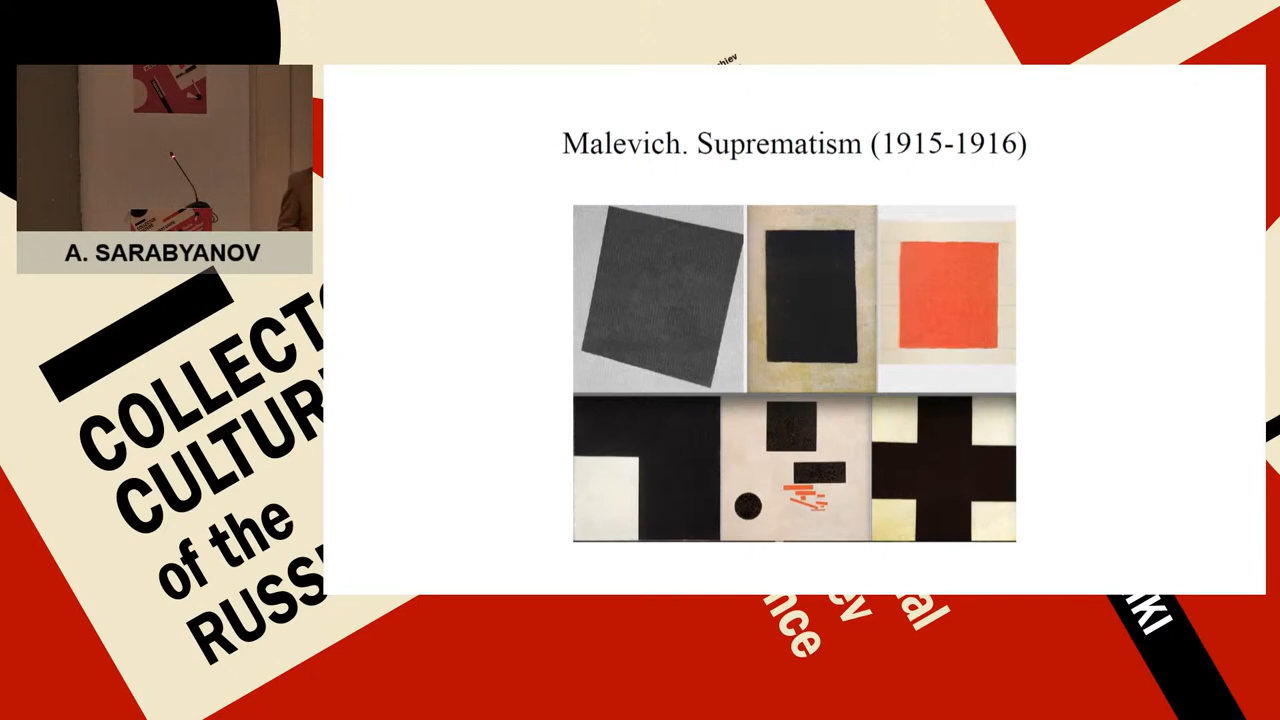 Malevich. Suprematism (1915-1916)
A. SARABYANOV
COLLECT
CULTUR
of the
RUSS